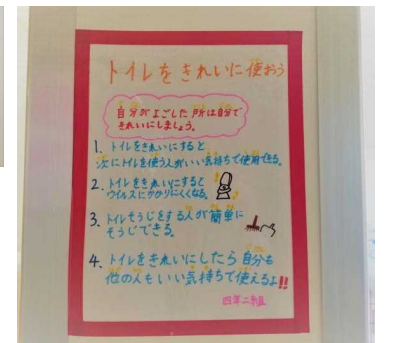 トイレをきれいに使おう
自分がよごした所は自分で
きれいにしましょう。
1. トイレをきれいにすると
次にトイレを使う人がいい気持ちで使用できる。
2. トイレをきれいにすると
ウイルスにかかりにくくなる。
3. トイレそうじをする人が簡単に
そうじできる。
4. トイレをきれいにしたら自分も
他の人もいい気持ちで使えるよ!!
四年二組